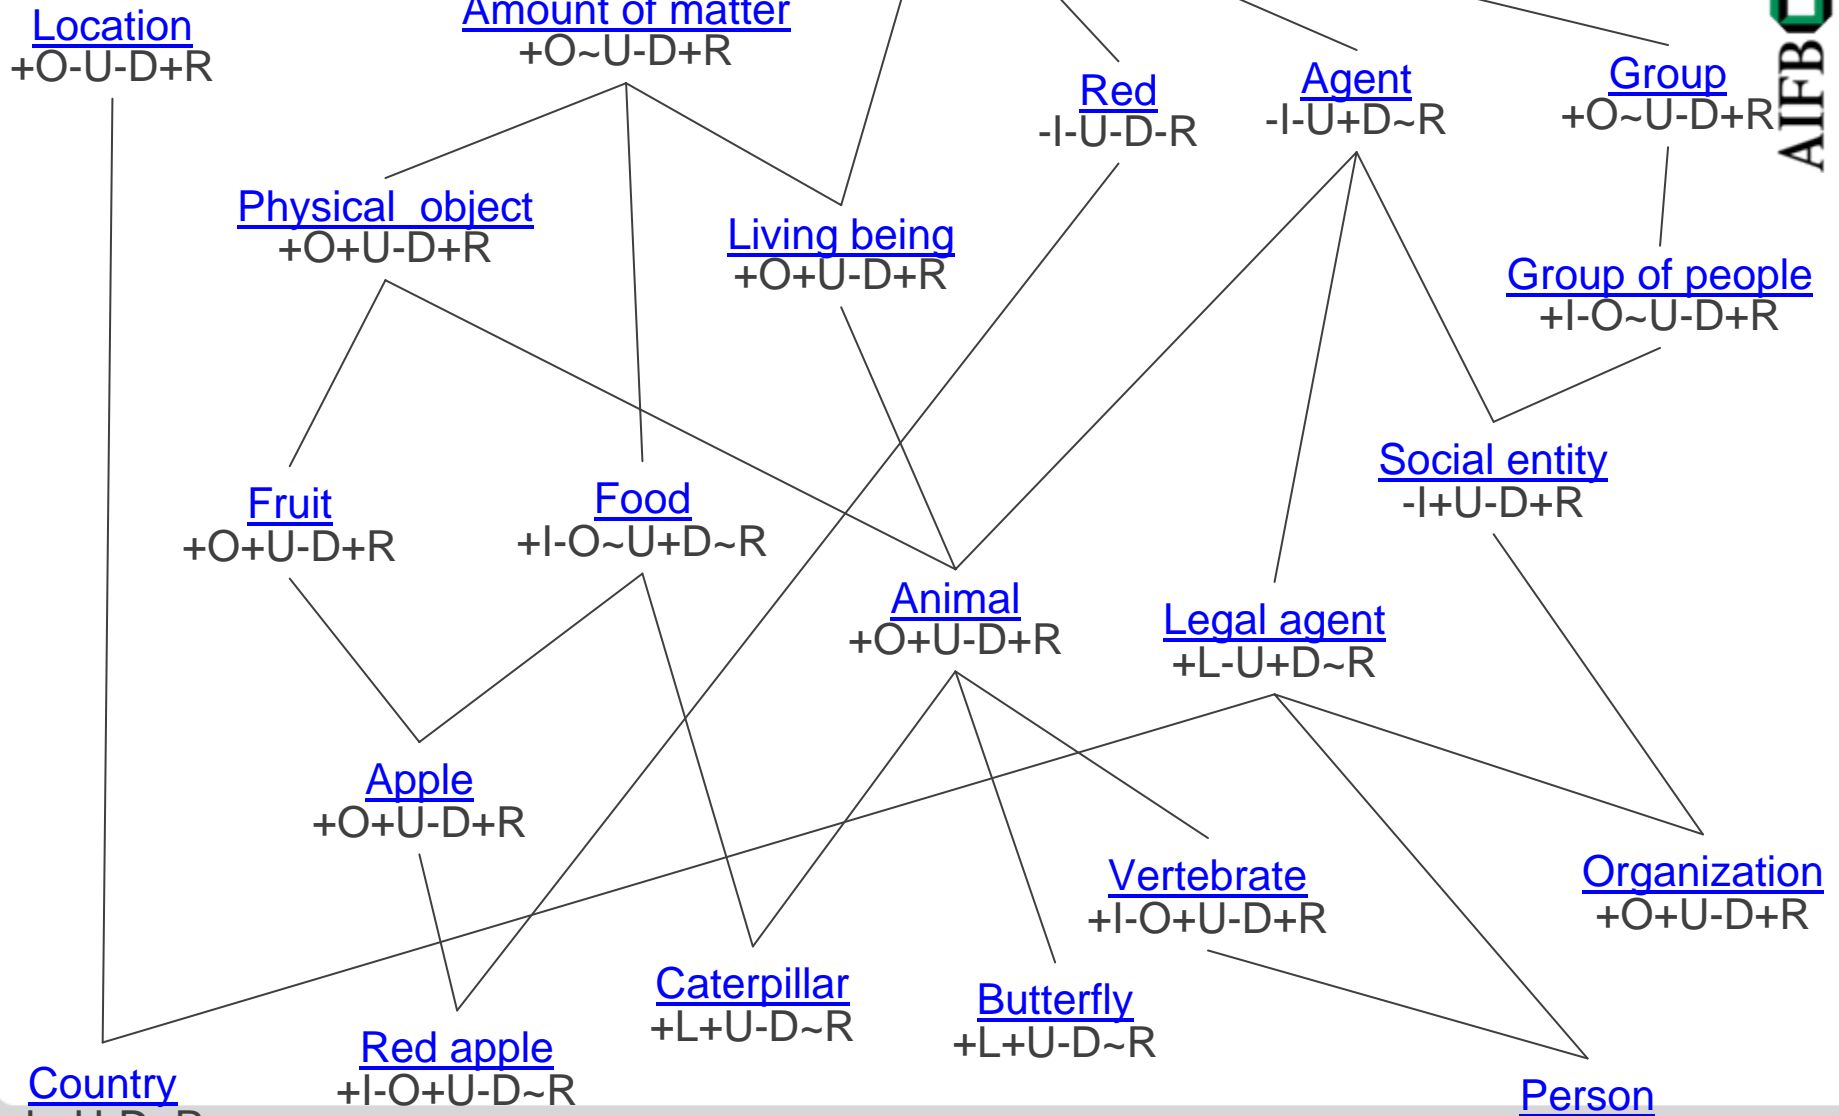 Location
+O-U-D+R
Amount of matter
+O~U-D+R
Red
-I-U-D-R
Agent
-I-U+D~R
Group
+O~U-D+R
AIFB
Physical object
+O+U-D+R
Living being
+O+U-D+R
Group of people
+I-O~U-D+R
Fruit
+O+U-D+R
Food
+I-O~U+D~R
Social entity
-I+U-D+R
Animal
+O+U-D+R
Legal agent
+L-U+D~R
Apple
+O+U-D+R
Vertebrate
+I-O+U-D+R
Organization
+O+U-D+R
Caterpillar
+L+U-D~R
Butterfly
+L+U-D~R
Red apple
+I-O+U-D~R
Country
Person